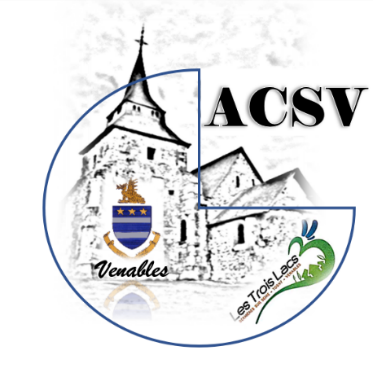 ACSV
Venables
Les Trois Lacs